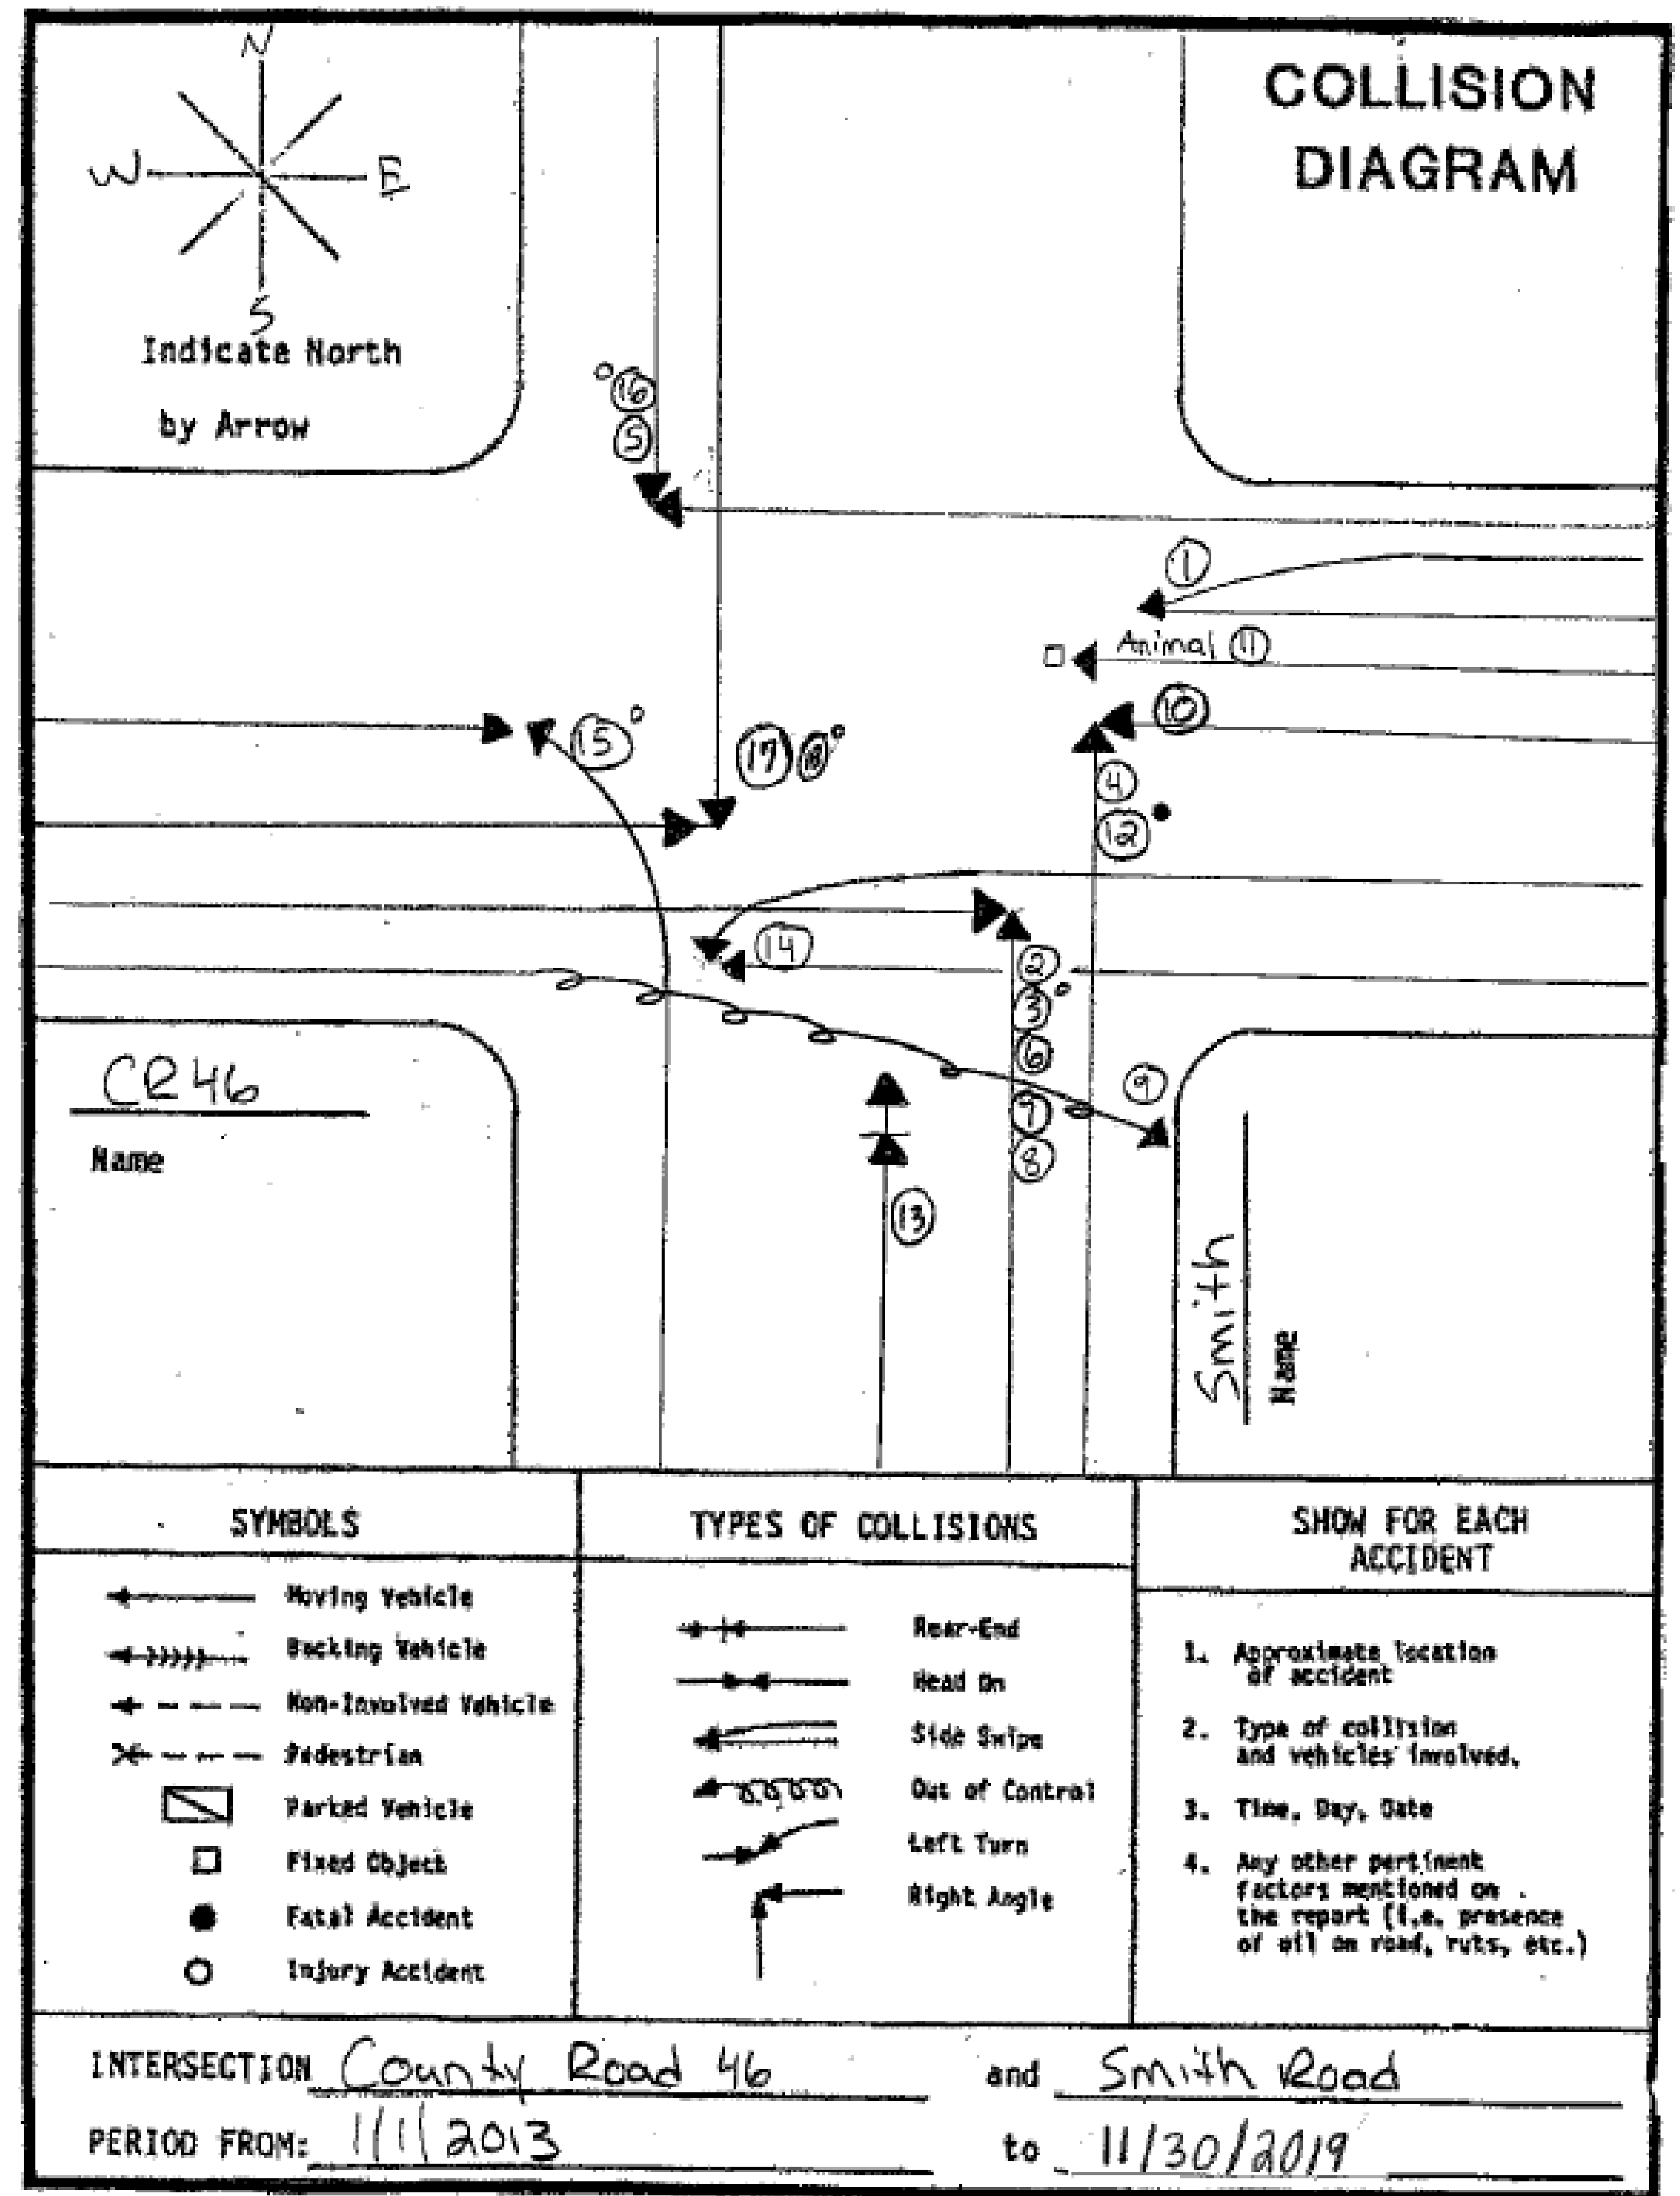 COLLISION
DIAGRAM
N
W E
S
Indicate North
by Arrow
16
5
1
Animal 11
10
15
17 18
4
12
14
2
3
6
7
8
9
13
CR 46
Name
Smith
Name
SYMBOLS
Moving Vehicle
Backing Vehicle
Non-Involved Vehicle
Pedestrian
Parked Vehicle
Fixed Object
Fatal Accident
Injury Accident
TYPES OF COLLISIONS
Rear-End
Head On
Side Swipe
Out of Control
Left Turn
Right Angle
SHOW FOR EACH
ACCIDENT
1. Approximate location
of accident
2. Type of collision
and vehicles involved.
3. Time, Day, Date
4. Any other pertinent
factors mentioned on
the report (i.e. presence
of oil on road, ruts, etc.)
INTERSECTION County Road 46 and Smith Road
PERIOD FROM: 1/1/2013 to 11/30/2019